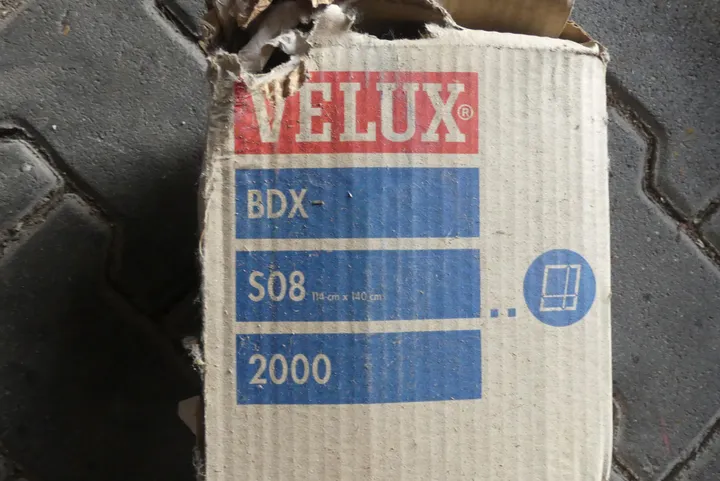 VELUX®
BDX-
S08 114 cm x 140 cm
2000